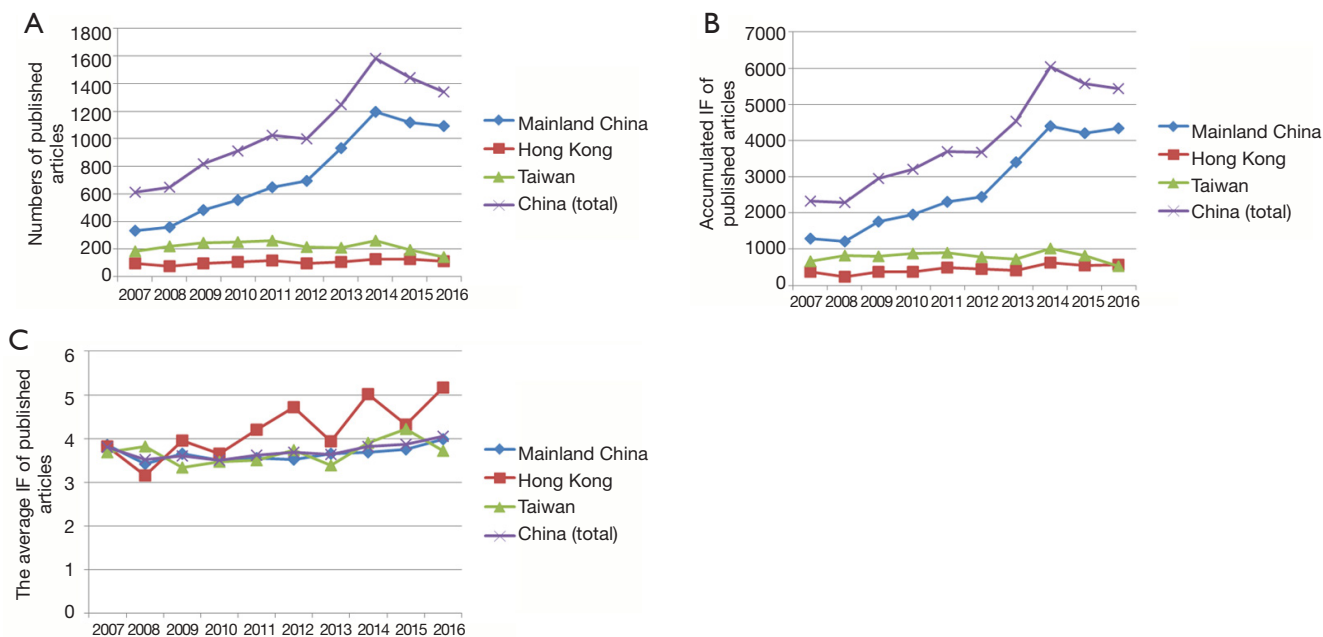 A
Numbers of published
articles
1800
1600
1400
1200
1000
800
600
400
200
0
2007 2008 2009 2010 2011 2012 2013 2014 2015 2016
Mainland China
Hong Kong
Taiwan
China (total)
B
Accumulated IF of
published articles
7000
6000
5000
4000
3000
2000
1000
0
2007 2008 2009 2010 2011 2012 2013 2014 2015 2016
Mainland China
Hong Kong
Taiwan
China (total)
C
The average IF of published
articles
6
5
4
3
2
1
0
2007 2008 2009 2010 2011 2012 2013 2014 2015 2016
Mainland China
Hong Kong
Taiwan
China (total)